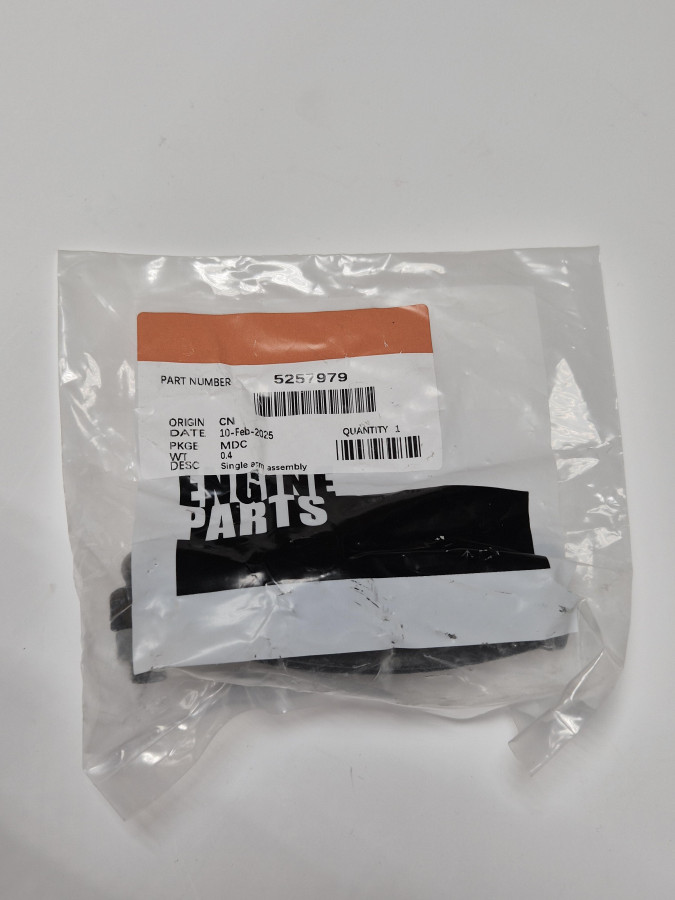 PART NUMBER 5257979
ORIGIN CN
DATE 10-Feb-2025
QUANTITY 1
PKGE MDC
WT 0.4
DESC Single arm assembly
ENGINE
PARTS